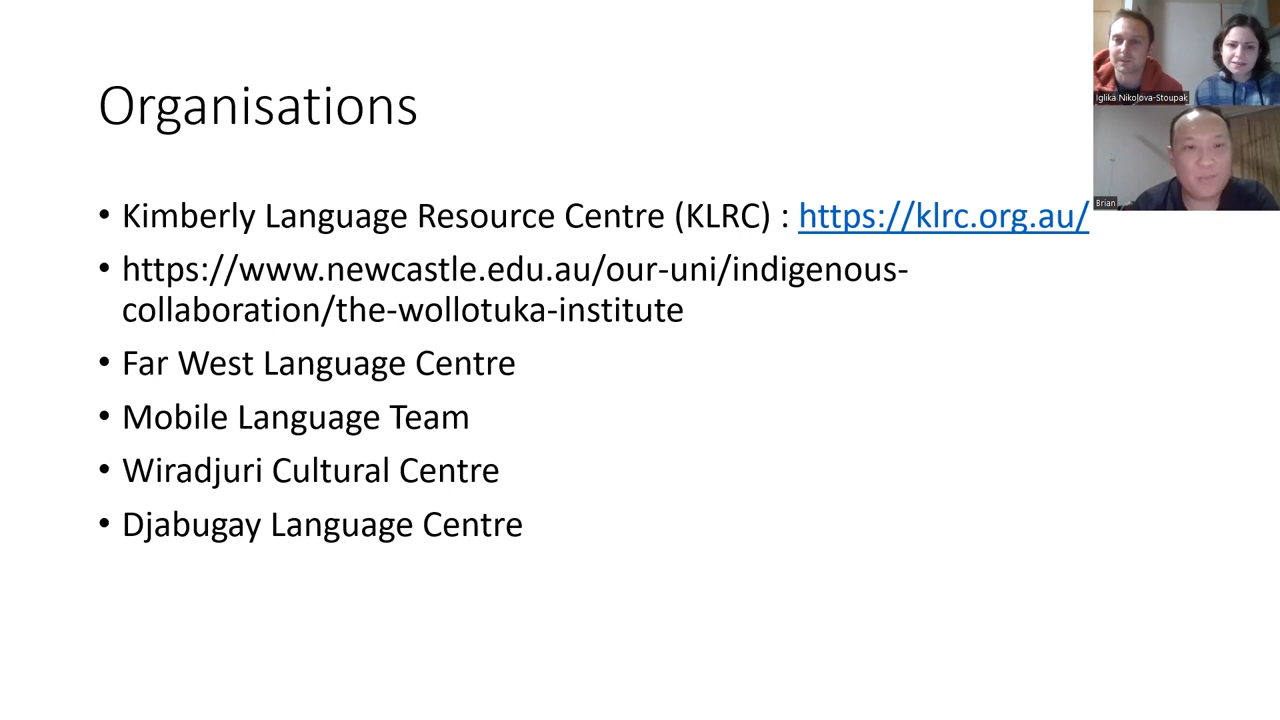 Organisations
• Kimberly Language Resource Centre (KLRC) : https://klrc.org.au/
• https://www.newcastle.edu.au/our-uni/indigenous-
collaboration/the-wollotuka-institute
• Far West Language Centre
• Mobile Language Team
• Wiradjuri Cultural Centre
• Djabugay Language Centre
Iglika Nikolova-Stoupak
Brian